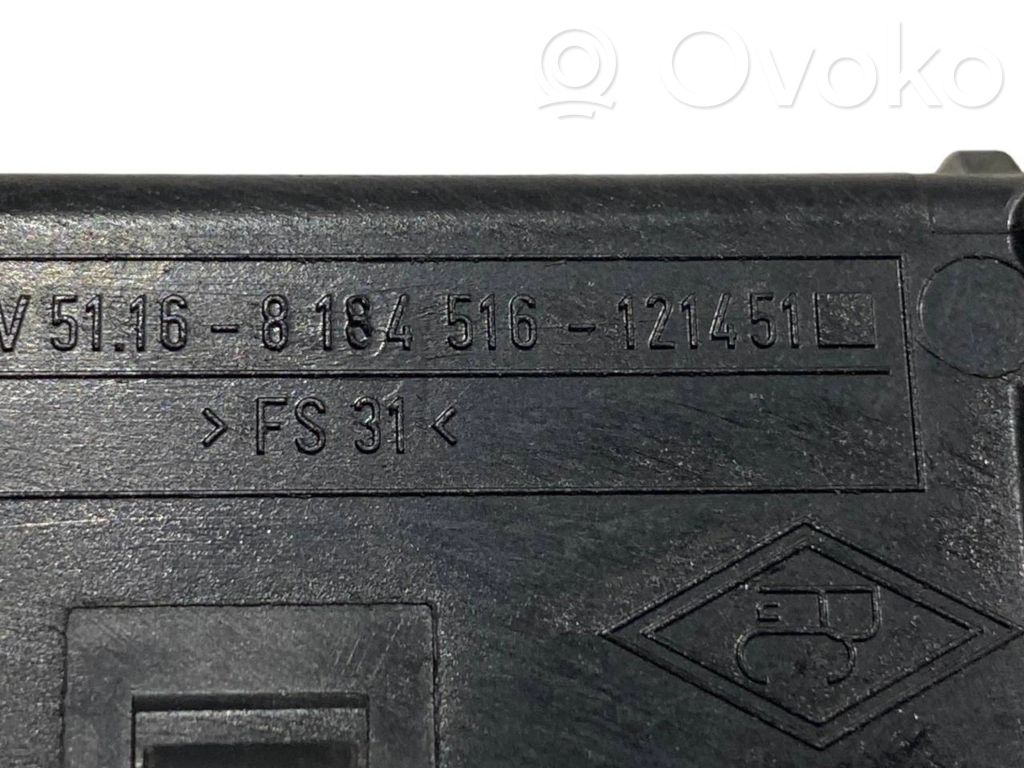 Ovoko
V 51.16 - 8 184 516 - 121451
> FS 31 <